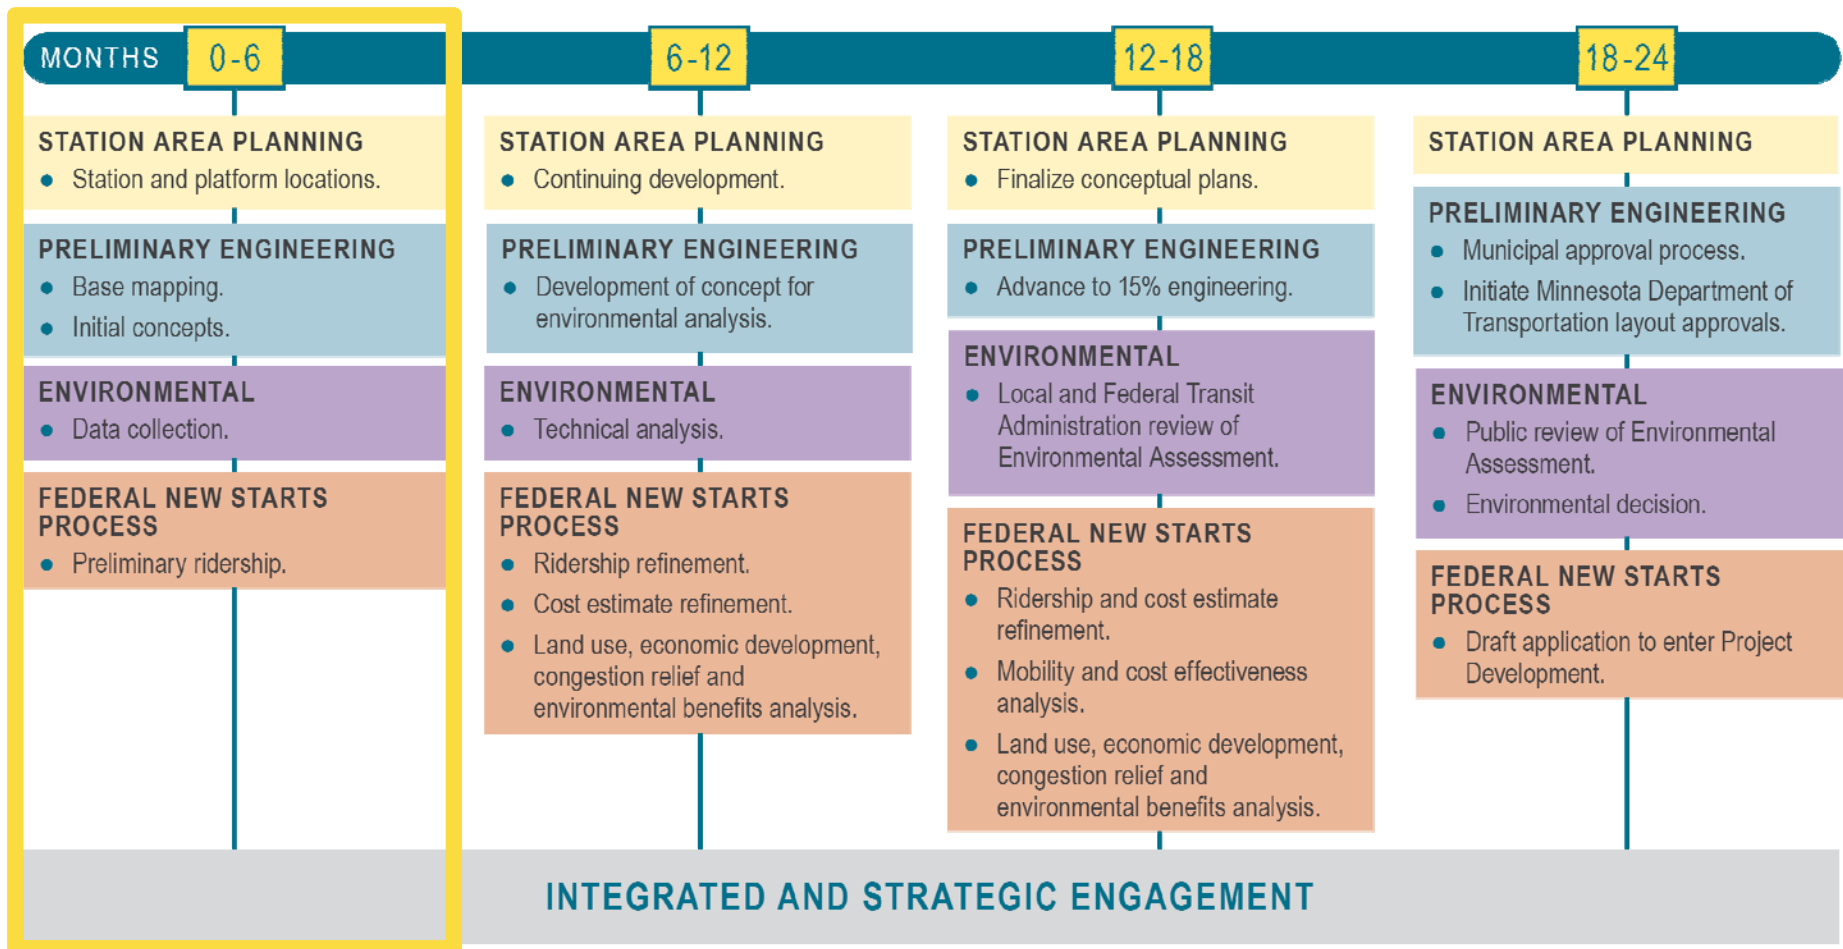 MONTHS 0-6 6-12 12-18 18-24
STATION AREA PLANNING
Station and platform locations.
PRELIMINARY ENGINEERING
Base mapping.
Initial concepts.
ENVIRONMENTAL
Data collection.
FEDERAL NEW STARTS
PROCESS
Preliminary ridership.
STATION AREA PLANNING
Continuing development.
PRELIMINARY ENGINEERING
Development of concept for
environmental analysis.
ENVIRONMENTAL
Technical analysis.
FEDERAL NEW STARTS
PROCESS
Ridership refinement.
Cost estimate refinement.
Land use, economic development,
congestion relief and
environmental benefits analysis.
STATION AREA PLANNING
Finalize conceptual plans.
PRELIMINARY ENGINEERING
Advance to 15% engineering.
ENVIRONMENTAL
Local and Federal Transit
Administration review of
Environmental Assessment.
FEDERAL NEW STARTS
PROCESS
Ridership and cost estimate
refinement.
Mobility and cost effectiveness
analysis.
Land use, economic development,
congestion relief and
environmental benefits analysis.
STATION AREA PLANNING
PRELIMINARY ENGINEERING
Municipal approval process.
Initiate Minnesota Department of
Transportation layout approvals.
ENVIRONMENTAL
Public review of Environmental
Assessment.
Environmental decision.
FEDERAL NEW STARTS
PROCESS
Draft application to enter Project
Development.
INTEGRATED AND STRATEGIC ENGAGEMENT